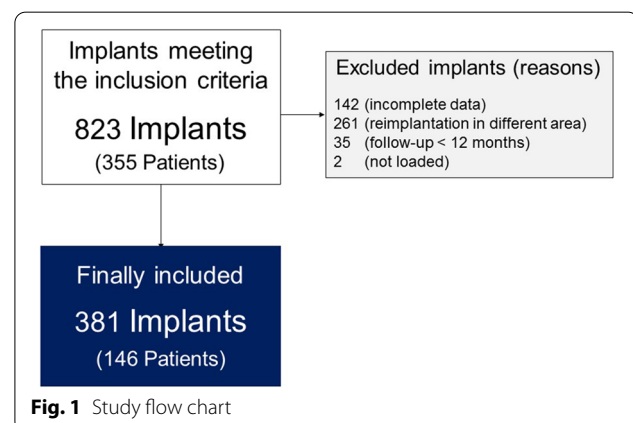 Implants meeting
the inclusion criteria
823 Implants
(355 Patients)
Excluded implants (reasons)
142 (incomplete data)
261 (reimplantation in different area)
35 (follow-up < 12 months)
2 (not loaded)
Finally included
381 Implants
(146 Patients)
Fig. 1 Study flow chart